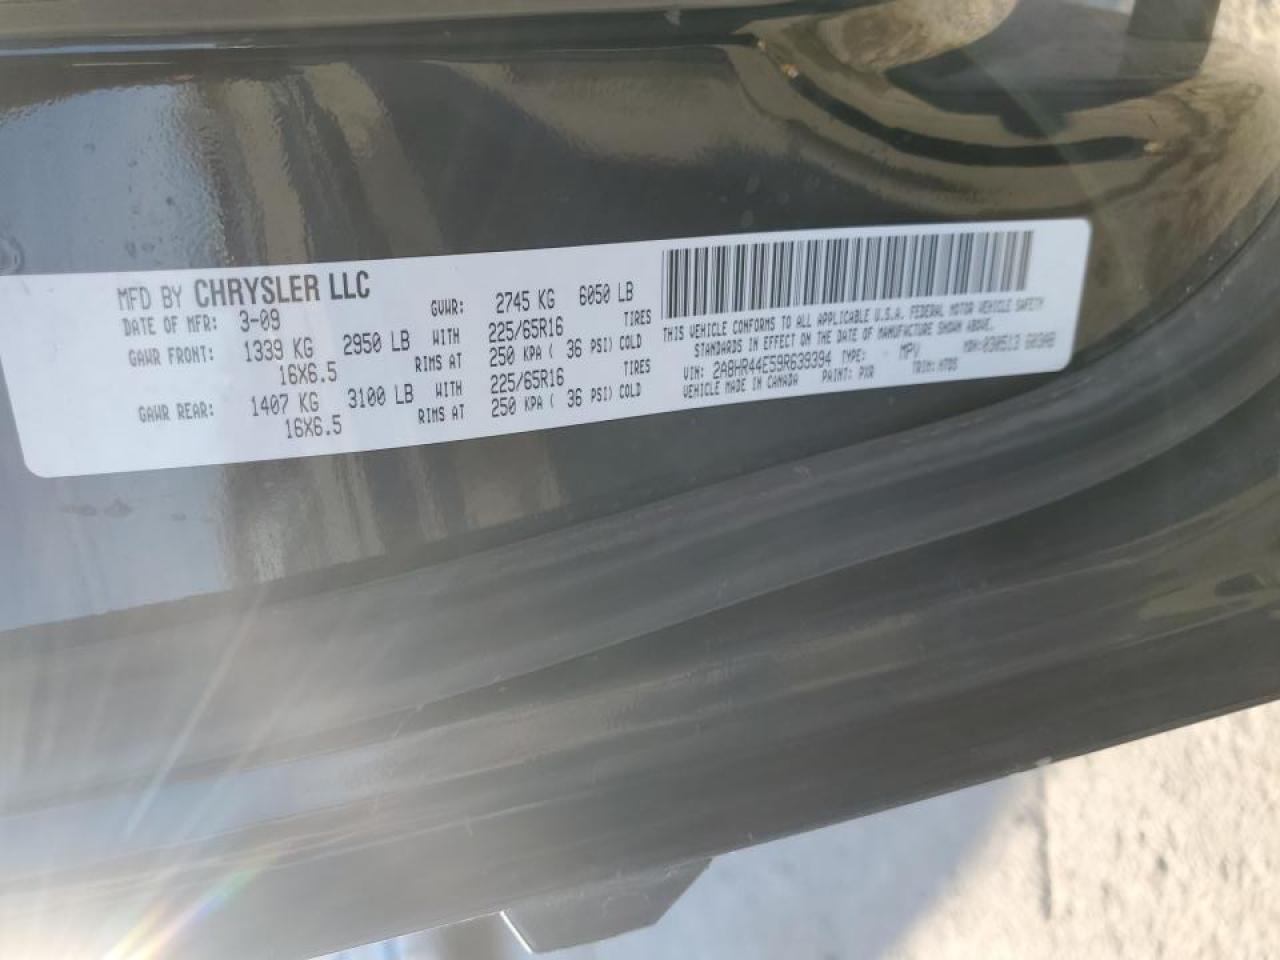 MFD BY CHRYSLER LLC
DATE OF MFR: 3-09 GVWR: 2745 KG 6050 LB
GAWR FRONT: 1339 KG 2950 LB WITH 225/65R16 TIRES
16X6.5 RIMS AT 250 KPA ( 36 PSI) COLD
GAWR REAR: 1407 KG 3100 LB WITH 225/65R16 TIRES
16X6.5 RIMS AT 250 KPA ( 36 PSI) COLD
THIS VEHICLE CONFORMS TO ALL APPLICABLE U.S.A. FEDERAL MOTOR VEHICLE SAFETY
STANDARDS IN EFFECT ON THE DATE OF MANUFACTURE SHOWN ABOVE.
VIN: 2A8HR44E59R639394 TYPE: MPV MDH:030513
VEHICLE MADE IN CANADA PAINT: PXR TRIM: